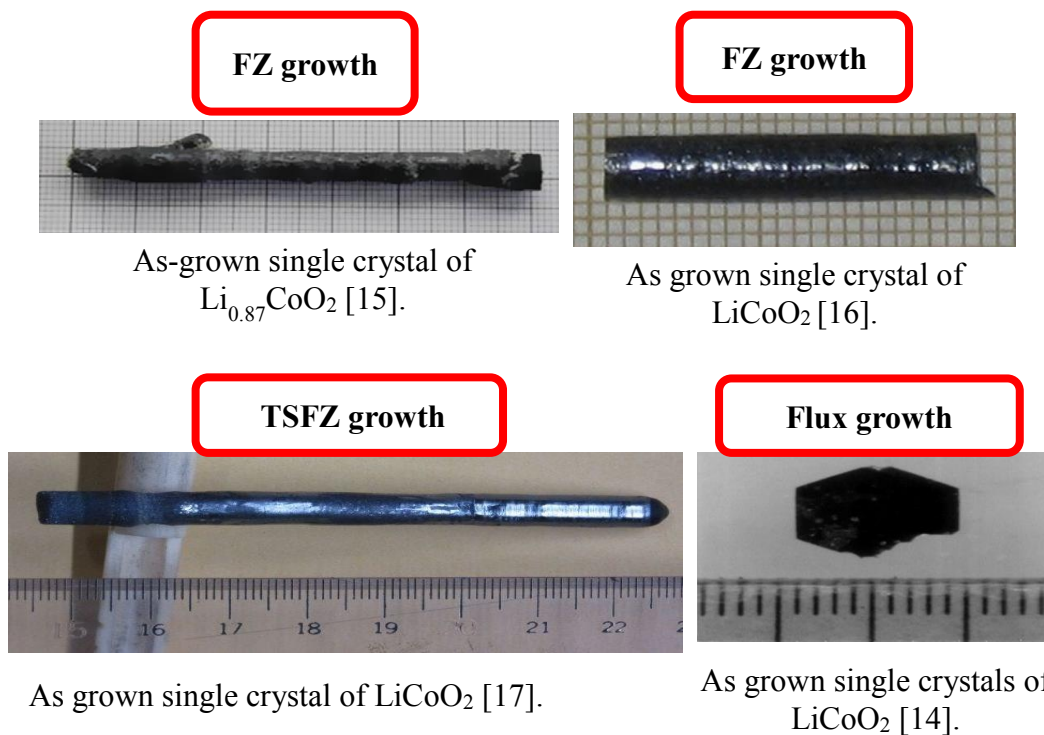 FZ growth
FZ growth
As-grown single crystal of
Li0.87CoO2 [15].
As grown single crystal of
LiCoO2 [16].
TSFZ growth
Flux growth
16 17 18 19 21 22
As grown single crystal of LiCoO2 [17].
As grown single crystals of
LiCoO2 [14].